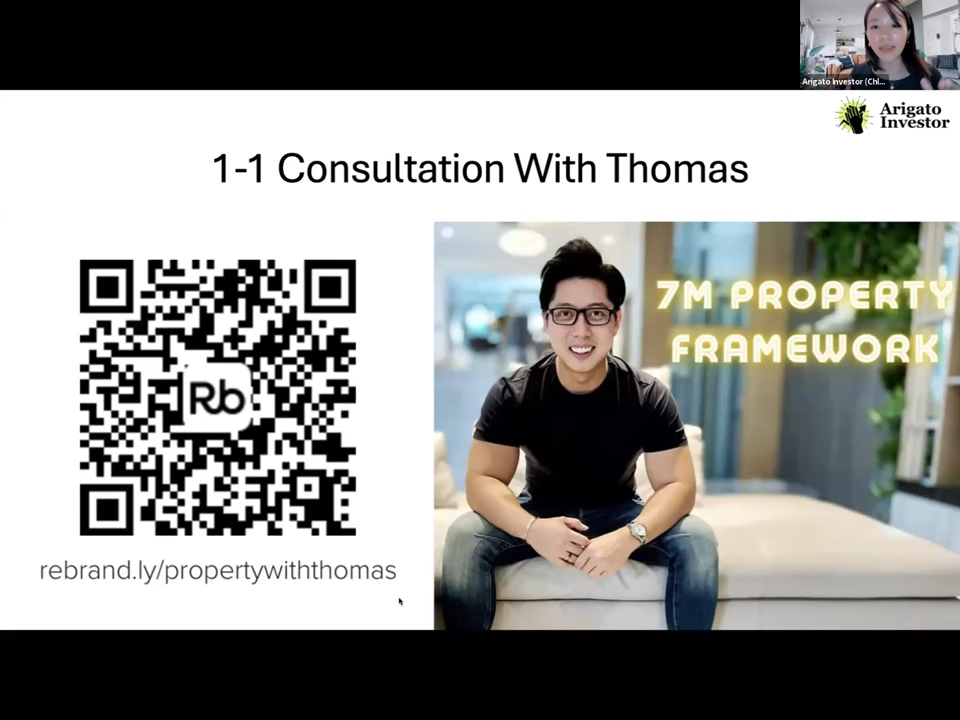 Arigato Investor (Chl...
Arigato
Investor
1-1 Consultation With Thomas
7M PROPERTY
FRAMEWORK
Rb
rebrand.ly/propertywiththomas